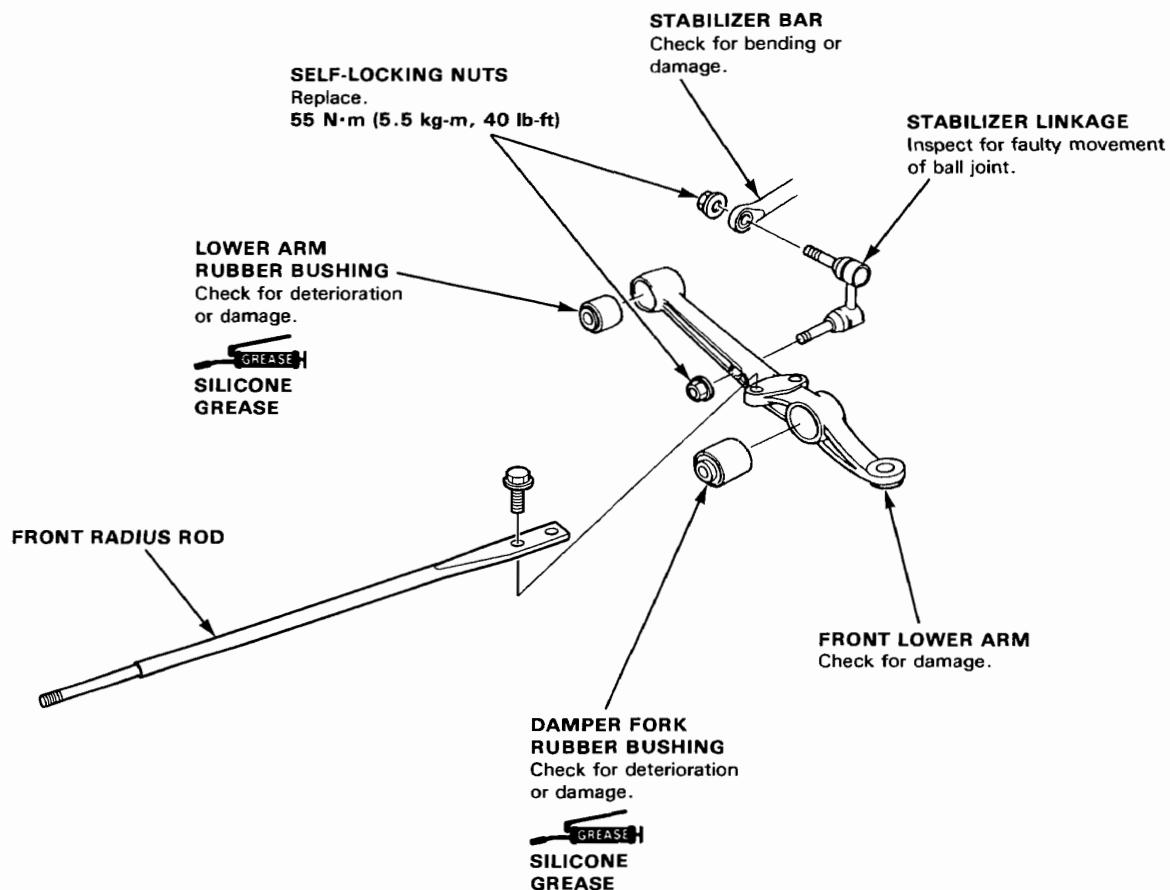 STABILIZER BAR
Check for bending or
damage.
SELF-LOCKING NUTS
Replace.
55 N·m (5.5 kg-m, 40 lb-ft)
STABILIZER LINKAGE
Inspect for faulty movement
of ball joint.
LOWER ARM
RUBBER BUSHING
Check for deterioration
or damage.
GREASE
SILICONE
GREASE
FRONT RADIUS ROD
FRONT LOWER ARM
Check for damage.
DAMPER FORK
RUBBER BUSHING
Check for deterioration
or damage.
GREASE
SILICONE
GREASE